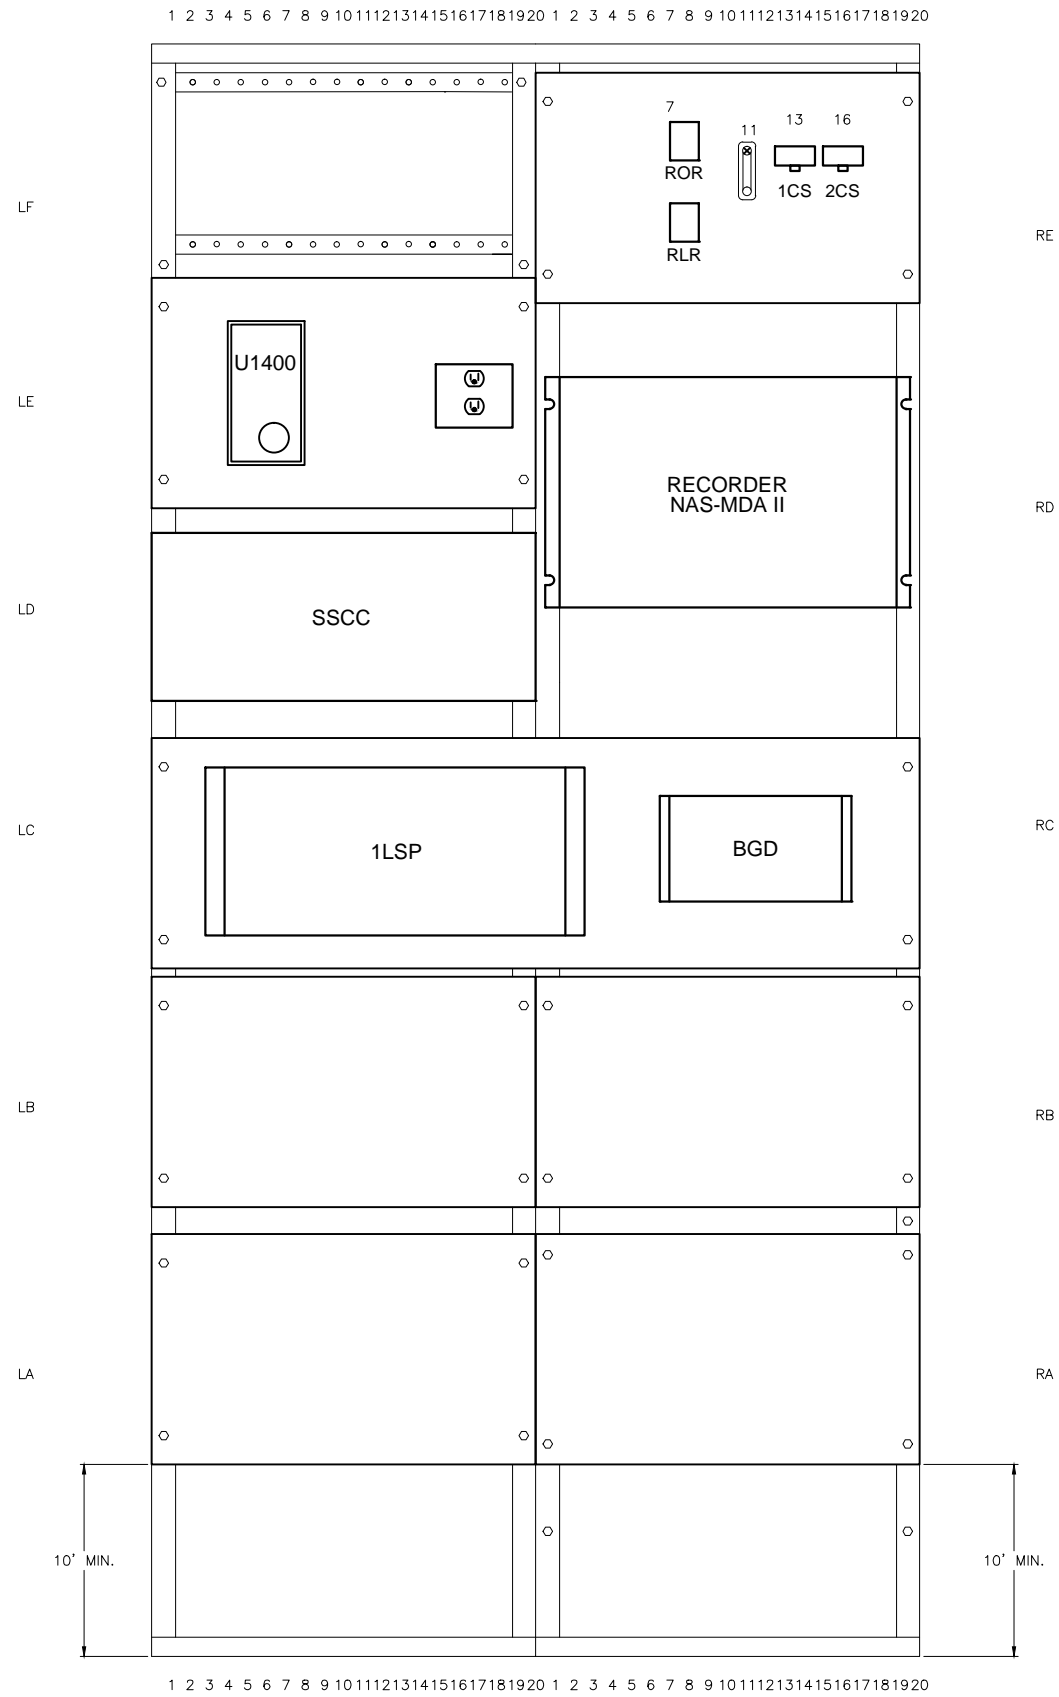 1 2 3 4 5 6 7 8 9 10 11 12 13 14 15 16 17 18 19 20 1 2 3 4 5 6 7 8 9 10 11 12 13 14 15 16 17 18 19 20
7
11
13
16
ROR
1CS
2CS
RLR
LF
RE
U1400
LE
RECORDER
NAS-MDA II
RD
LD
SSCC
LC
1LSP
BGD
RC
LB
RB
LA
RA
10' MIN.
10' MIN.
1 2 3 4 5 6 7 8 9 10 11 12 13 14 15 16 17 18 19 20 1 2 3 4 5 6 7 8 9 10 11 12 13 14 15 16 17 18 19 20